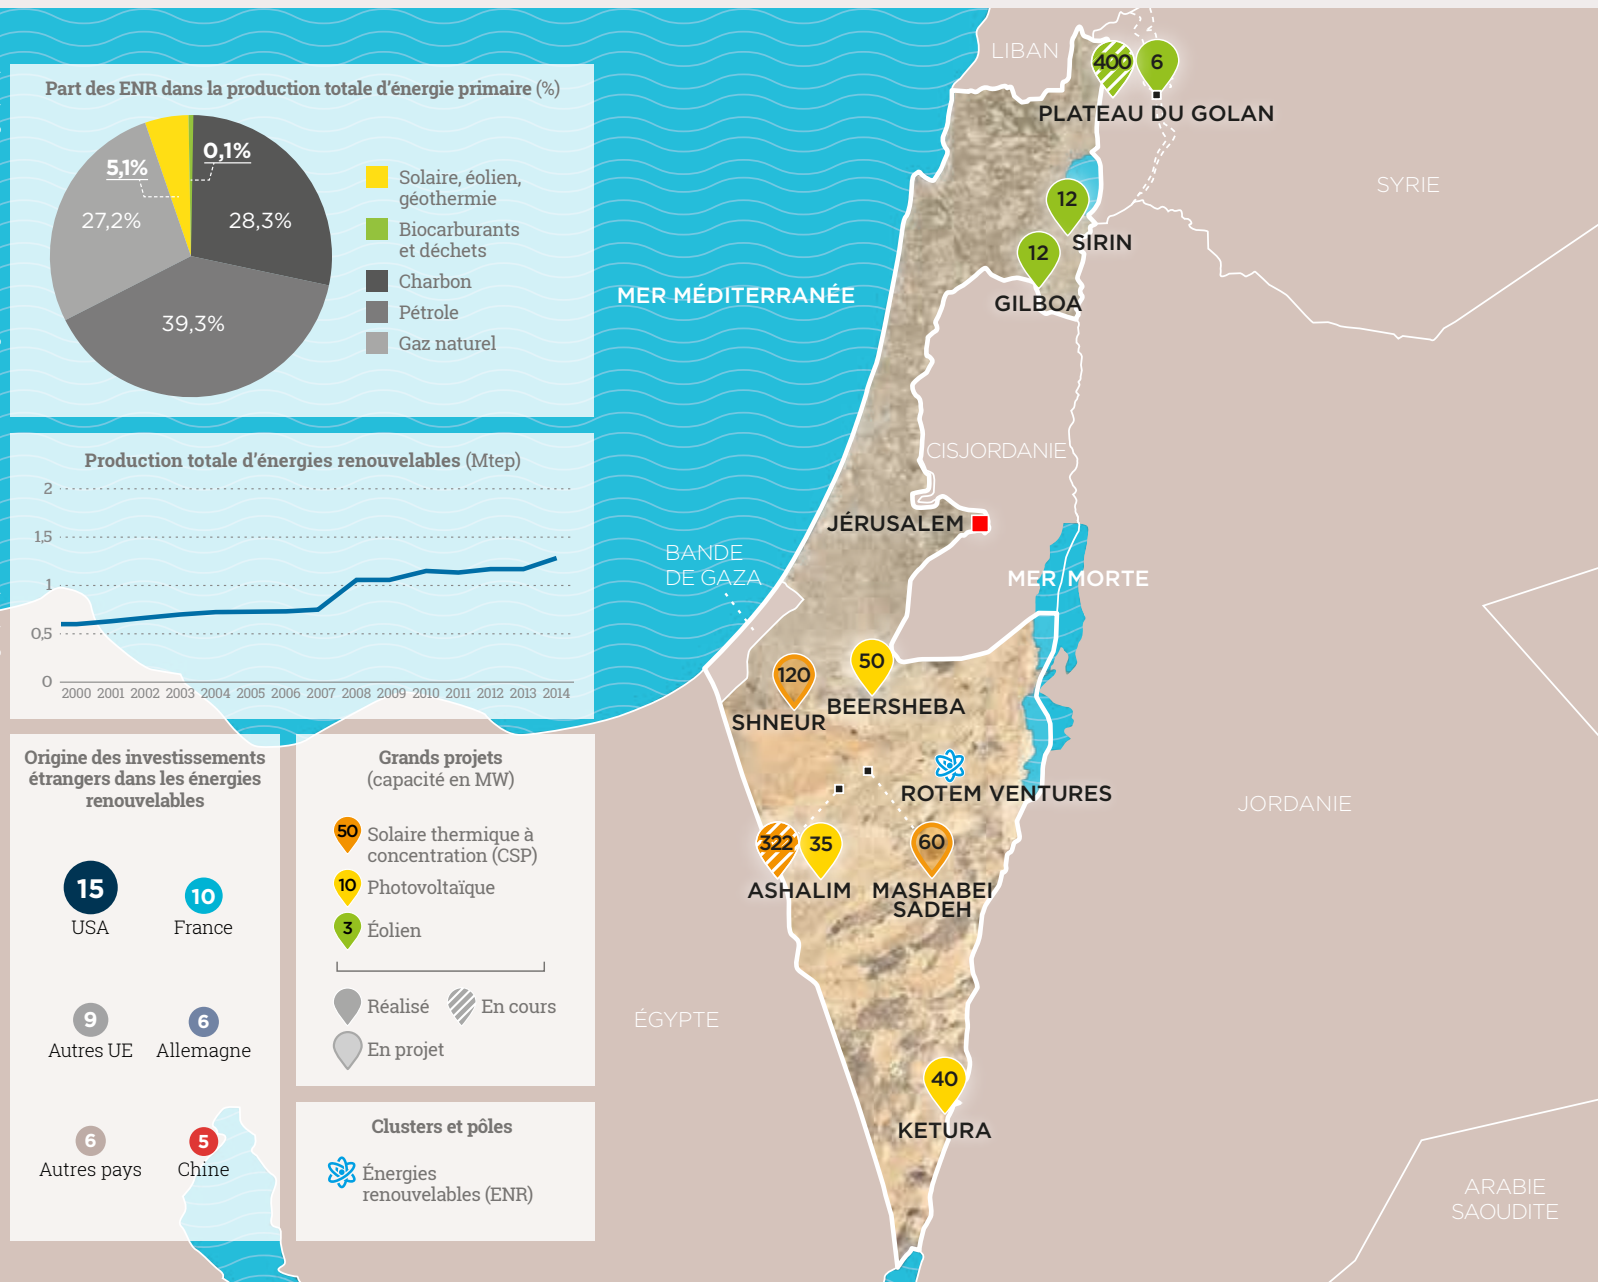 Part des ENR dans la production totale d'énergie primaire (%)
5,1%
0,1%
27,2%
28,3%
39,3%
Solaire, éolien,
géothermie
Biocarburants
et déchets
Charbon
Pétrole
Gaz naturel
Production totale d'énergies renouvelables (Mtep)
2
1,5
1
0,5
0
2000 2001 2002 2003 2004 2005 2006 2007 2008 2009 2010 2011 2012 2013 2014
Origine des investissements
étrangers dans les énergies
renouvelables
15
USA
10
France
9
Autres UE
6
Allemagne
6
Autres pays
5
Chine
Grands projets
(capacité en MW)
50
Solaire thermique à
concentration (CSP)
10
Photovoltaïque
3
Éolien
Réalisé
En cours
En projet
Clusters et pôles
Énergies
renouvelables (ENR)
LIBAN
400
6
PLATEAU DU GOLAN
SYRIE
12
SIRIN
12
GILBOA
MER MÉDITERRANÉE
CISJORDANIE
JÉRUSALEM
BANDE
DE GAZA
MER MORTE
120
SHNEUR
50
BEERSHEBA
ROTEM VENTURES
JORDANIE
322
35
ASHALIM
60
MASHABEI
SADEH
ÉGYPTE
40
KETURA
ARABIE
SAOUDITE